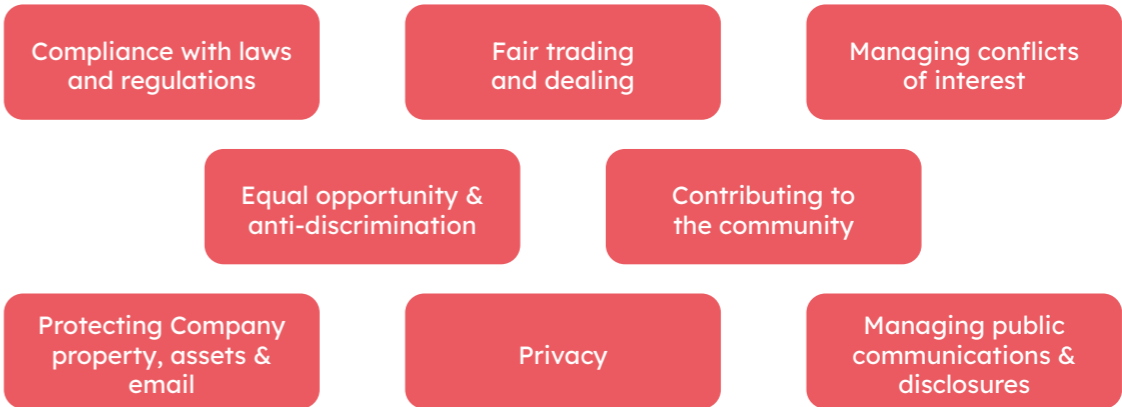 Compliance with laws
and regulations
Fair trading
and dealing
Managing conflicts
of interest
Equal opportunity &
anti-discrimination
Contributing to
the community
Protecting Company
property, assets &
email
Privacy
Managing public
communications &
disclosures